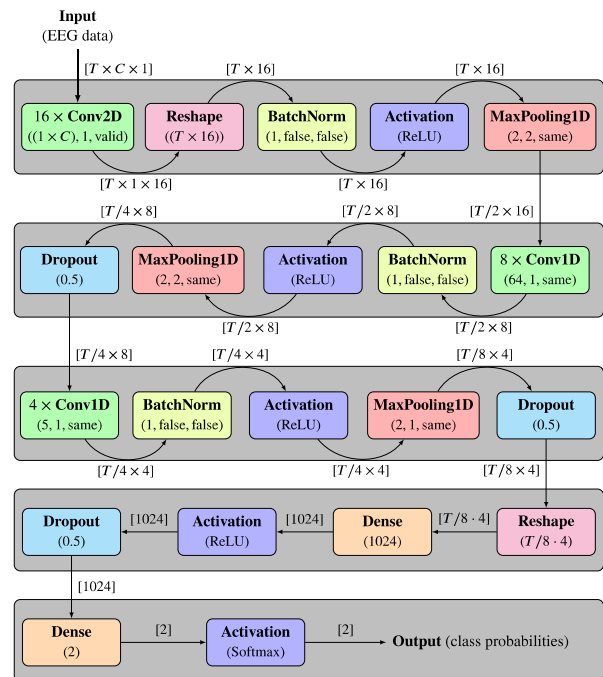 Input
(EEG data)
[T × C × 1]
[T × 16]
[T × 16]
16 × Conv2D
((1 × C), 1, valid)
Reshape
((T × 16))
BatchNorm
(1, false, false)
Activation
(ReLU)
MaxPooling1D
(2, 2, same)
[T × 1 × 16]
[T × 16]
[T/2 × 16]
[T/4 × 8]
[T/2 × 8]
Dropout
(0.5)
MaxPooling1D
(2, 2, same)
Activation
(ReLU)
BatchNorm
(1, false, false)
8 × Conv1D
(64, 1, same)
[T/2 × 8]
[T/2 × 8]
[T/4 × 8]
[T/4 × 4]
[T/8 × 4]
4 × Conv1D
(5, 1, same)
BatchNorm
(1, false, false)
Activation
(ReLU)
MaxPooling1D
(2, 1, same)
Dropout
(0.5)
[T/4 × 4]
[T/4 × 4]
[T/8 × 4]
Dropout
(0.5)
[1024]
Activation
(ReLU)
[1024]
Dense
(1024)
[T/8 · 4]
Reshape
(T/8 · 4)
[1024]
Dense
(2)
[2]
Activation
(Softmax)
[2]
Output (class probabilities)